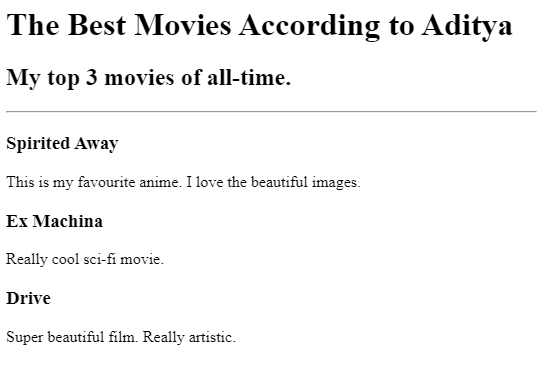 The Best Movies According to Aditya
My top 3 movies of all-time.
Spirited Away
This is my favourite anime. I love the beautiful images.
Ex Machina
Really cool sci-fi movie.
Drive
Super beautiful film. Really artistic.